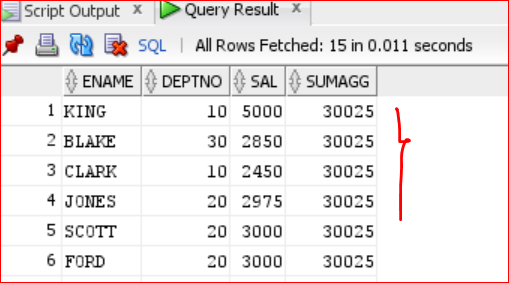 Script Output x Query Result x
SQL | All Rows Fetched: 15 in 0.011 seconds
ENAME DEPTNO SAL SUMAGG
1 KING 10 5000 30025
2 BLAKE 30 2850 30025
3 CLARK 10 2450 30025
4 JONES 20 2975 30025
5 SCOTT 20 3000 30025
6 FORD 20 3000 30025